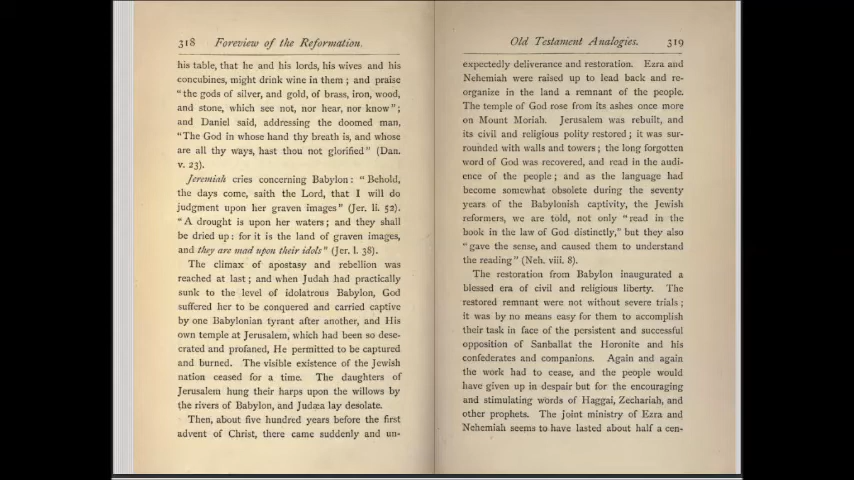 318 Foreview of the Reformation.
his table, that he and his lords, his wives and his
concubines, might drink wine in them ; and praise
“ the gods of silver, and gold, of brass, iron, wood,
and stone, which see not, nor hear, nor know ” ;
and Daniel said, addressing the doomed man,
“The God in whose hand thy breath is, and whose
are all thy ways, hast thou not glorified” (Dan.
v. 23).
Jeremiah cries concerning Babylon : “ Behold,
the days come, saith the Lord, that I will do
judgment upon her graven images” (Jer. li. 52).
“A drought is upon her waters ; and they shall
be dried up : for it is the land of graven images,
and they are mad upon their idols” (Jer. l. 38).
The climax of apostasy and rebellion was
reached at last ; and when Judah had practically
sunk to the level of idolatrous Babylon, God
suffered her to be conquered and carried captive
by one Babylonian tyrant after another, and His
own temple at Jerusalem, which had been so dese-
crated and profaned, He permitted to be captured
and burned. The visible existence of the Jewish
nation ceased for a time. The daughters of
Jerusalem hung their harps upon the willows by
the rivers of Babylon, and Judæa lay desolate.
Then, about five hundred years before the first
advent of Christ, there came suddenly and un-
Old Testament Analogies. 319
expectedly deliverance and restoration. Ezra and
Nehemiah were raised up to lead back and re-
organize in the land a remnant of the people.
The temple of God rose from its ashes once more
on Mount Moriah. Jerusalem was rebuilt, and
its civil and religious polity restored ; it was sur-
rounded with walls and towers ; the long forgotten
word of God was recovered, and read in the audi-
ence of the people ; and as the language had
become somewhat obsolete during the seventy
years of the Babylonish captivity, the Jewish
reformers, we are told, not only “read in the
book in the law of God distinctly,” but they also
“ gave the sense, and caused them to understand
the reading” (Neh. viii. 8).
The restoration from Babylon inaugurated a
blessed era of civil and religious liberty. The
restored remnant were not without severe trials ;
it was by no means easy for them to accomplish
their task in face of the persistent and successful
opposition of Sanballat the Horonite and his
confederates and companions. Again and again
the work had to cease, and the people would
have given up in despair but for the encouraging
and stimulating words of Haggai, Zechariah, and
other prophets. The joint ministry of Ezra and
Nehemiah seems to have lasted about half a cen-